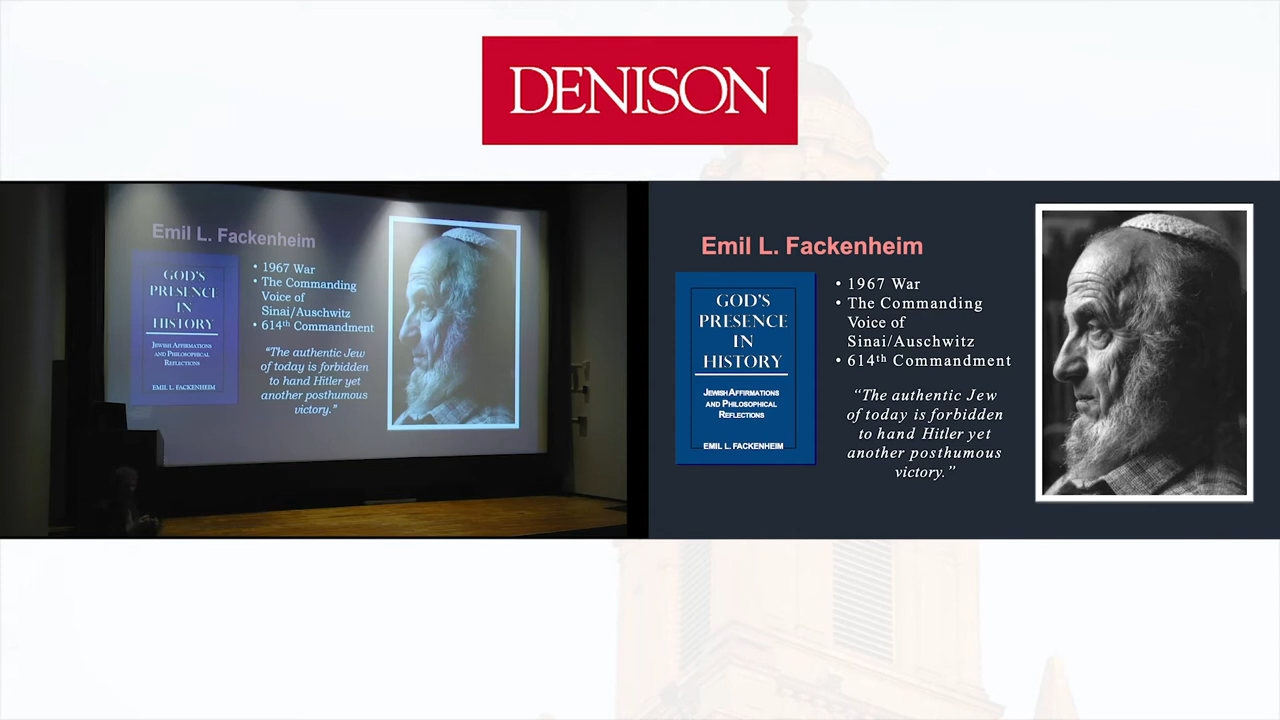 DENISON
Emil L. Fackenheim
GOD'S
PRESENCE
IN
HISTORY
JEWISH AFFIRMATIONS
AND PHILOSOPHICAL
REFLECTIONS
EMIL L. FACKENHEIM
• 1967 War
• The Commanding
Voice of
Sinai/Auschwitz
• 614th Commandment
“The authentic Jew
of today is forbidden
to hand Hitler yet
another posthumous
victory.”
Emil L. Fackenheim
GOD'S
PRESENCE
IN
HISTORY
JEWISH AFFIRMATIONS
AND PHILOSOPHICAL
REFLECTIONS
EMIL L. FACKENHEIM
• 1967 War
• The Commanding
Voice of
Sinai/Auschwitz
• 614th Commandment
“The authentic Jew
of today is forbidden
to hand Hitler yet
another posthumous
victory.”